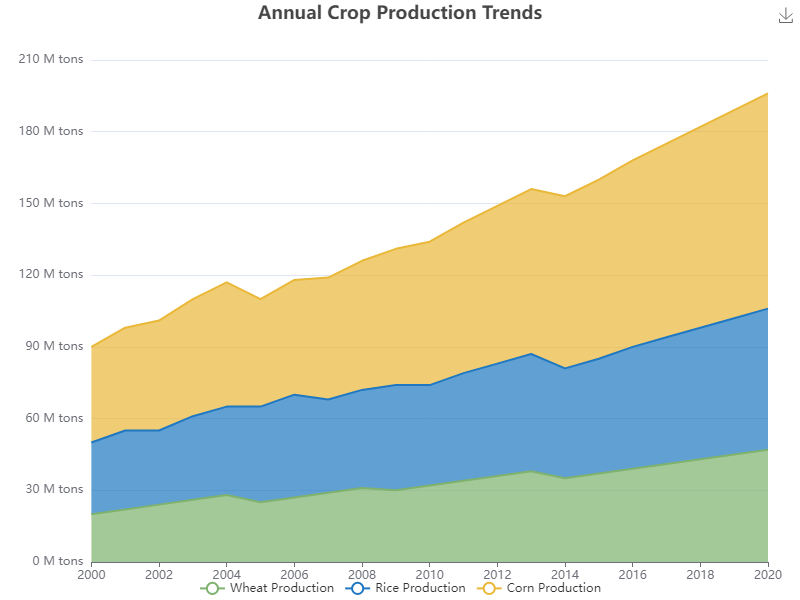 Annual Crop Production Trends
210 M tons
180 M tons
150 M tons
120 M tons
90 M tons
60 M tons
30 M tons
0 M tons
2000 2002 2004 2006 2008 2010 2012 2014 2016 2018 2020
Wheat Production Rice Production Corn Production